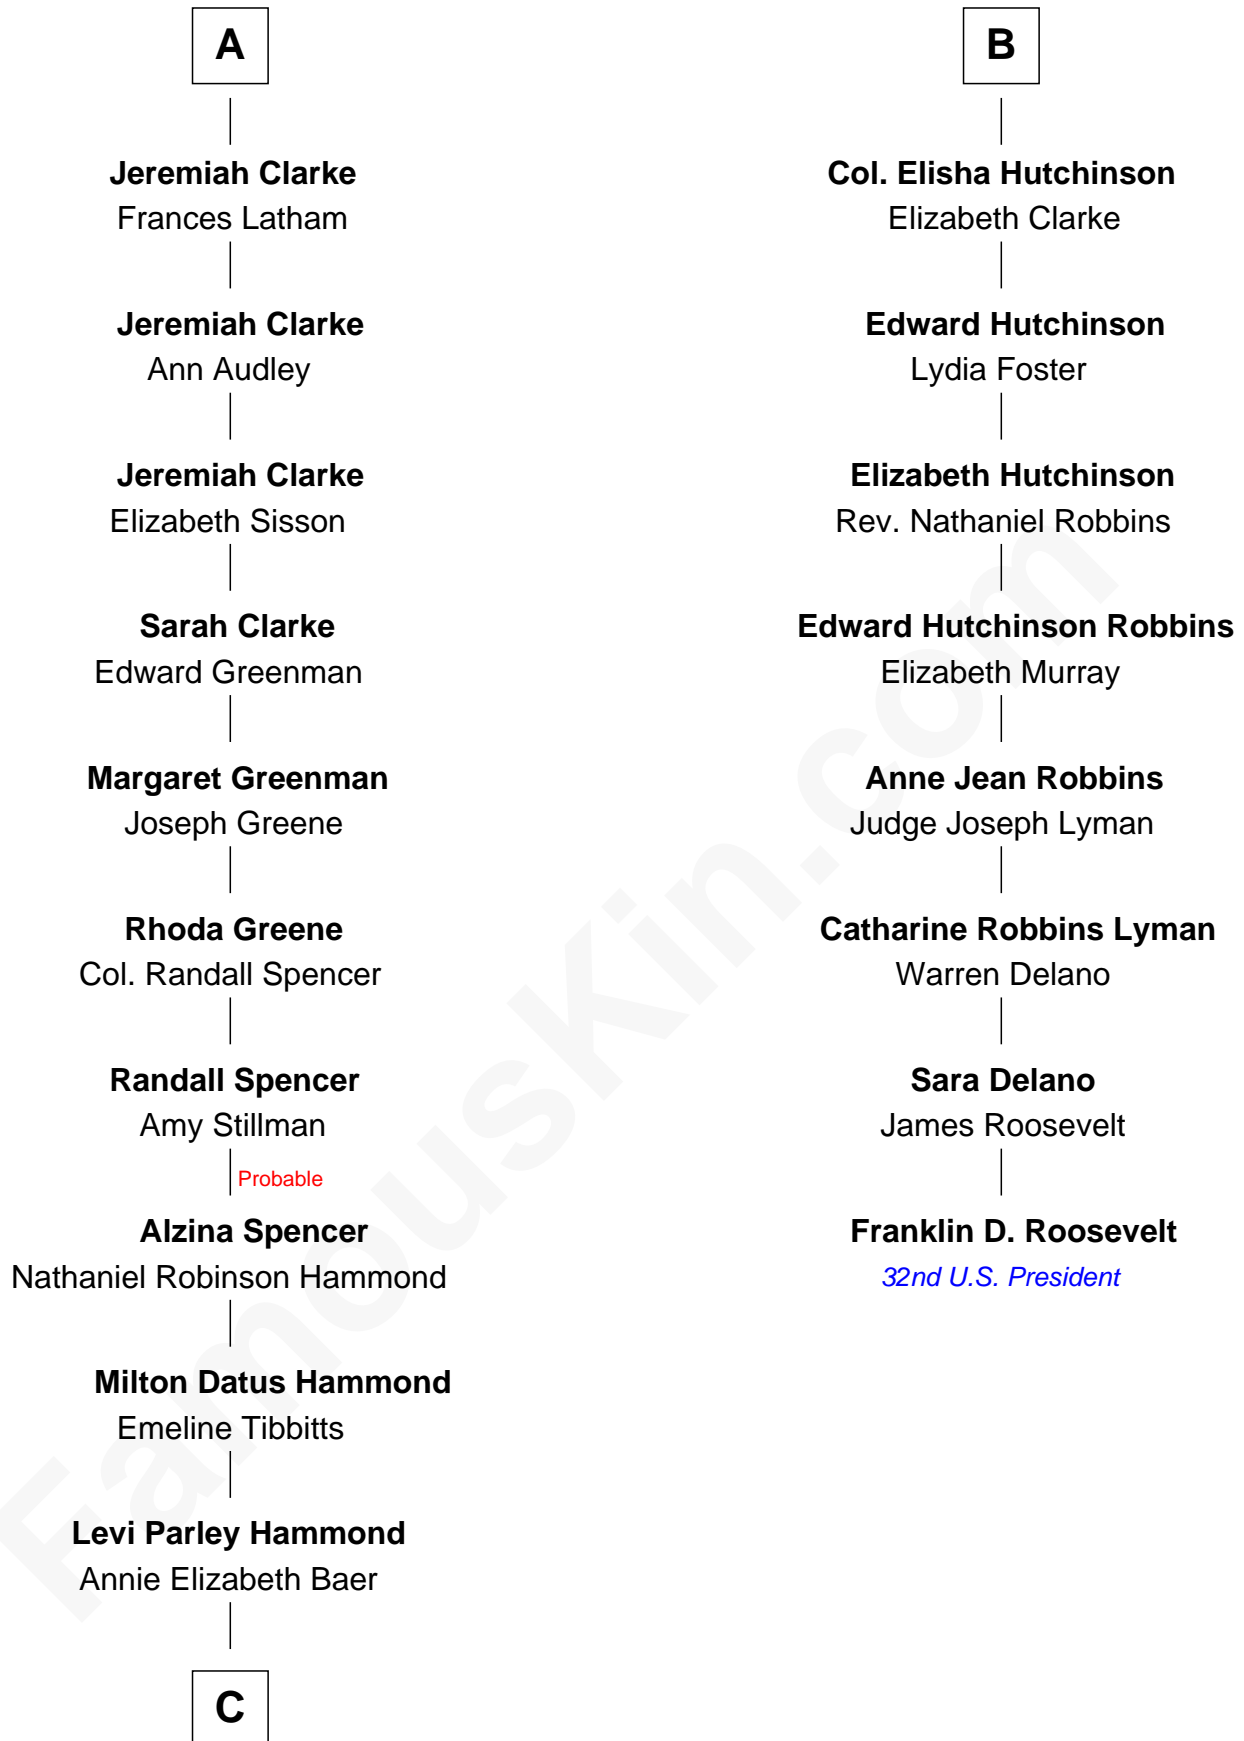 A
Jeremiah Clarke
Frances Latham
Jeremiah Clarke
Ann Audley
Jeremiah Clarke
Elizabeth Sisson
Sarah Clarke
Edward Greenman
Margaret Greenman
Joseph Greene
Rhoda Greene
Col. Randall Spencer
Randall Spencer
Amy Stillman
Probable
Alzina Spencer
Nathaniel Robinson Hammond
Milton Datus Hammond
Emeline Tibbitts
Levi Parley Hammond
Annie Elizabeth Baer
C
B
Col. Elisha Hutchinson
Elizabeth Clarke
Edward Hutchinson
Lydia Foster
Elizabeth Hutchinson
Rev. Nathaniel Robbins
Edward Hutchinson Robbins
Elizabeth Murray
Anne Jean Robbins
Judge Joseph Lyman
Catharine Robbins Lyman
Warren Delano
Sara Delano
James Roosevelt
Franklin D. Roosevelt
32nd U.S. President
FamousKin.com